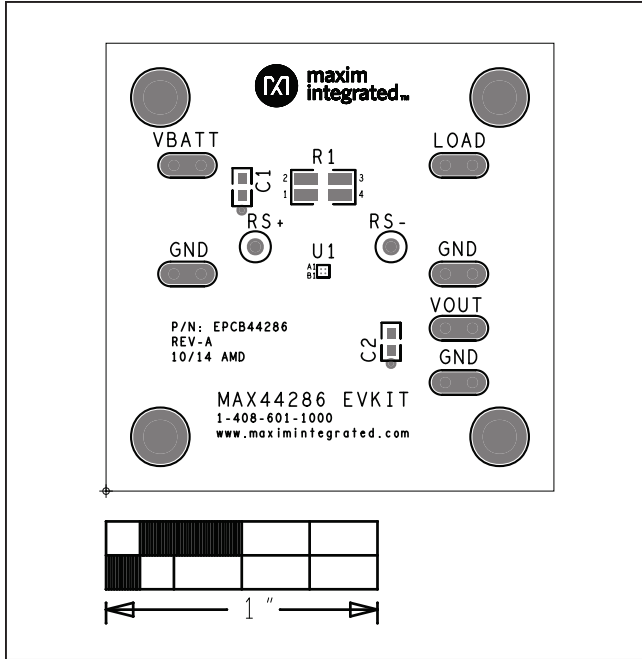 maxim
integrated™
VBATT
LOAD
C1
R1
2
3
1
4
RS+
RS-
GND
U1
A1
B1
GND
VOUT
P/N: EPCB44286
REV-A
10/14 AMD
C2
GND
MAX44286 EVKIT
1-408-601-1000
www.maximintegrated.com
1"